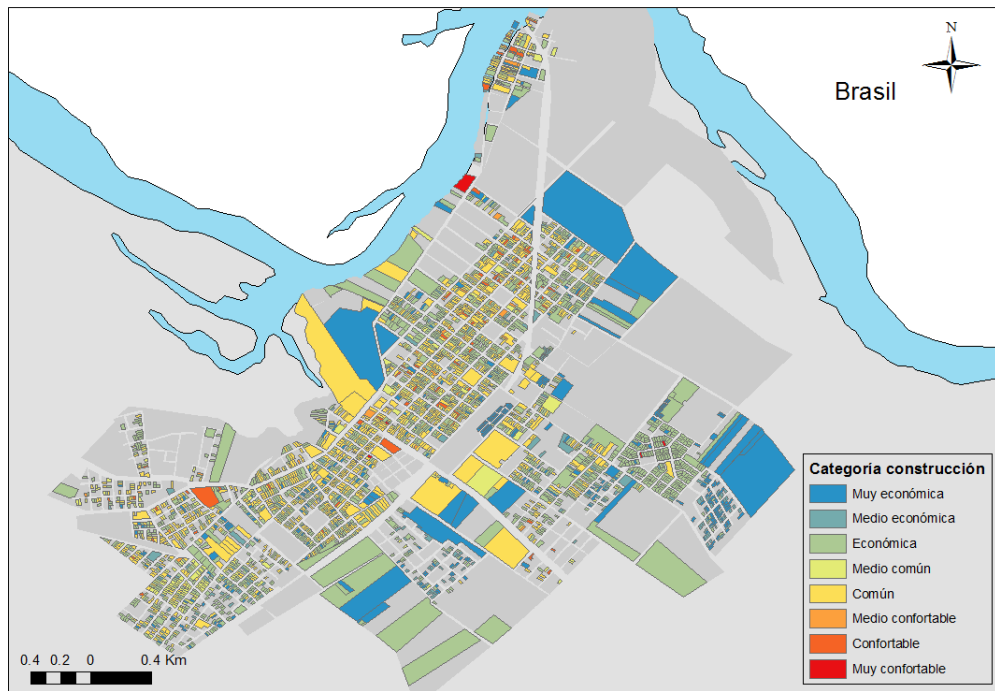 N
Brasil
Categoría construcción
Muy económica
Medio económica
Económica
Medio común
Común
Medio confortable
Confortable
Muy confortable
0.4 0.2 0 0.4 Km